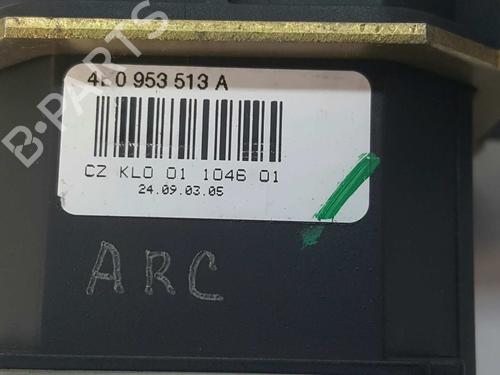 4E0 953 513 A
CZ KLO 01 1046 01
24.09.03.05
ARC
B-PARTS